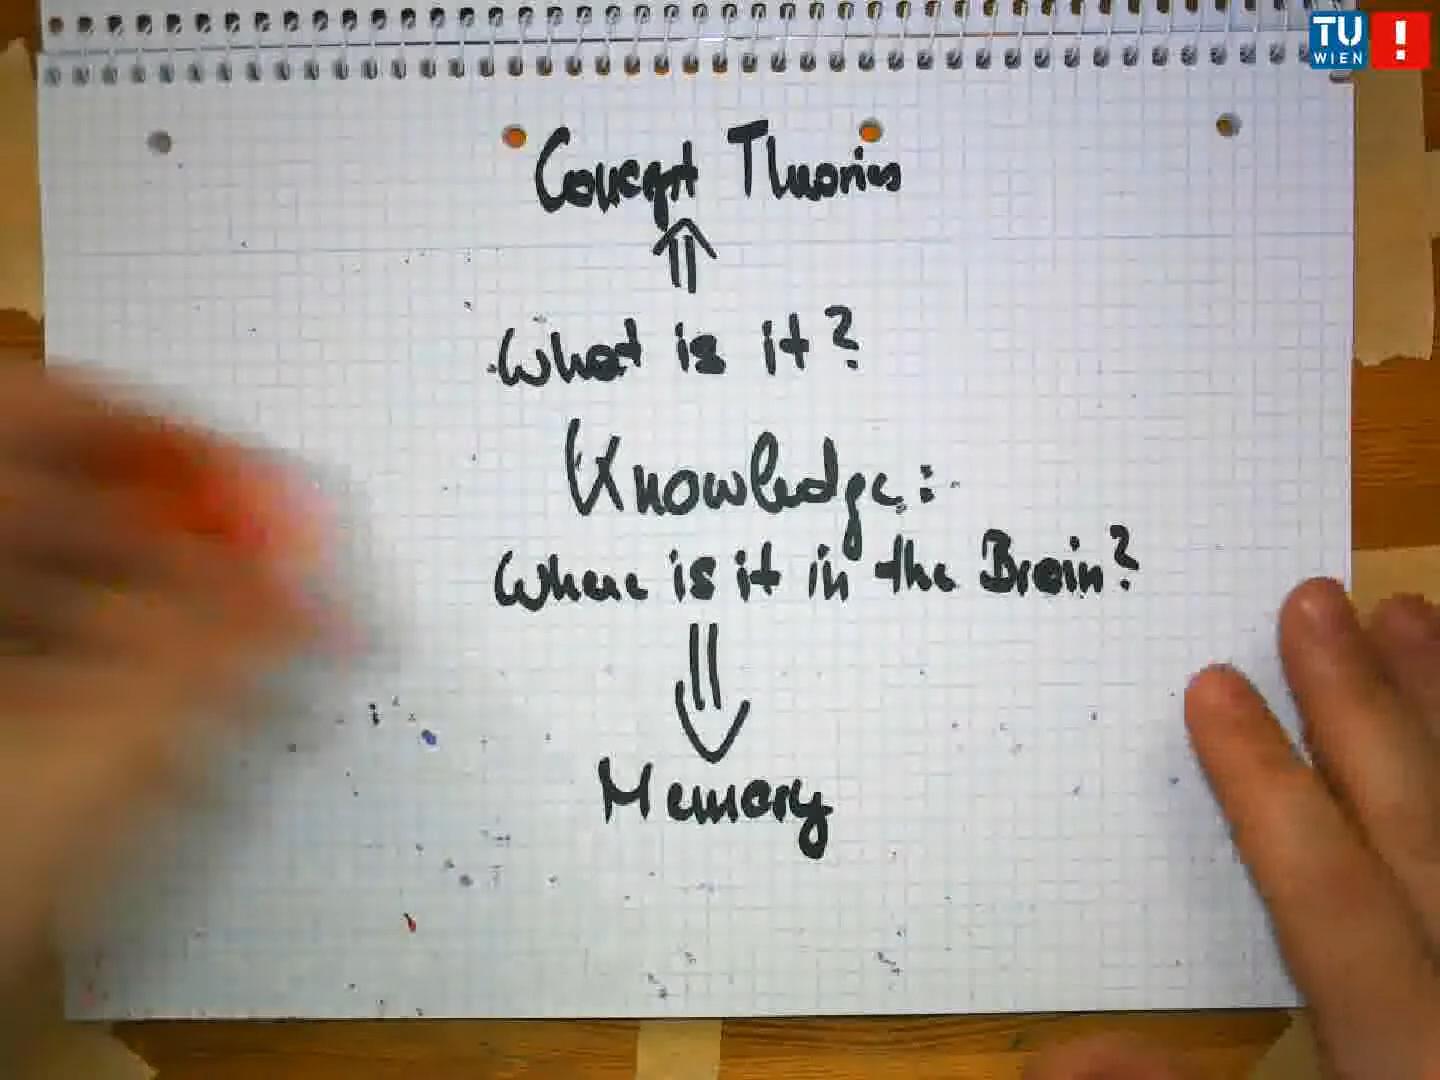 TU
WIEN
!
Concept Theories
What is it?
Knowledge:
Where is it in the Brain?
Memory